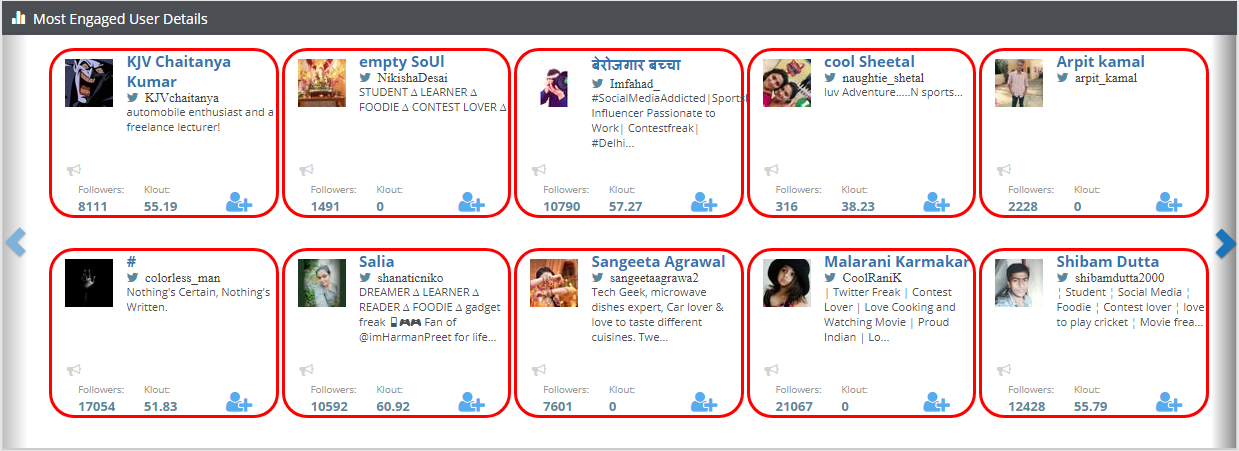 Most Engaged User Details
KJV Chaitanya
Kumar
KJVchaitanya
automobile enthusiast and a
freelance lecturer!
Followers: Klout:
8111 55.19
empty SoUl
NikishaDesai
STUDENT ∆ LEARNER ∆
FOODIE ∆ CONTEST LOVER ∆
Followers: Klout:
1491 0
बेरोजगार बच्चा
Imfahad_
#SocialMediaAddicted|Sports
Influencer Passionate to
Work| Contestfreak|
#Delhi...
Followers: Klout:
10790 57.27
cool Sheetal
naughtie_shetal
luv Adventure.....N sports...
Followers: Klout:
316 38.23
Arpit kamal
arpit_kamal
Followers: Klout:
2228 0
#
colorless_man
Nothing's Certain, Nothing's
Written.
Followers: Klout:
17054 51.83
Salia
shanaticniko
DREAMER ∆ LEARNER ∆
READER ∆ FOODIE ∆ gadget
freak 📱🎮🎮 Fan of
@imHarmanPreet for life...
Followers: Klout:
10592 60.92
Sangeeta Agrawal
sangeetaagrawa2
Tech Geek, microwave
dishes expert, Car lover &
love to taste different
cuisines. Twe...
Followers: Klout:
7601 0
Malarani Karmakar
CoolRaniK
| Twitter Freak | Contest
Lover | Love Cooking and
Watching Movie | Proud
Indian | Lo...
Followers: Klout:
21067 0
Shibam Dutta
shibamdutta2000
¦ Student ¦ Social Media ¦
Foodie ¦ Contest lover ¦ love
to play cricket ¦ Movie frea...
Followers: Klout:
12428 55.79